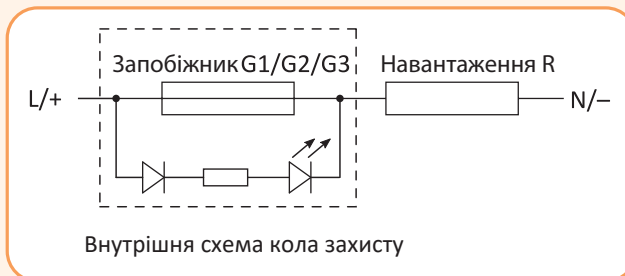 Запобіжник G1/G2/G3
Навантаження R
L/+
N/−
Внутрішня схема кола захисту